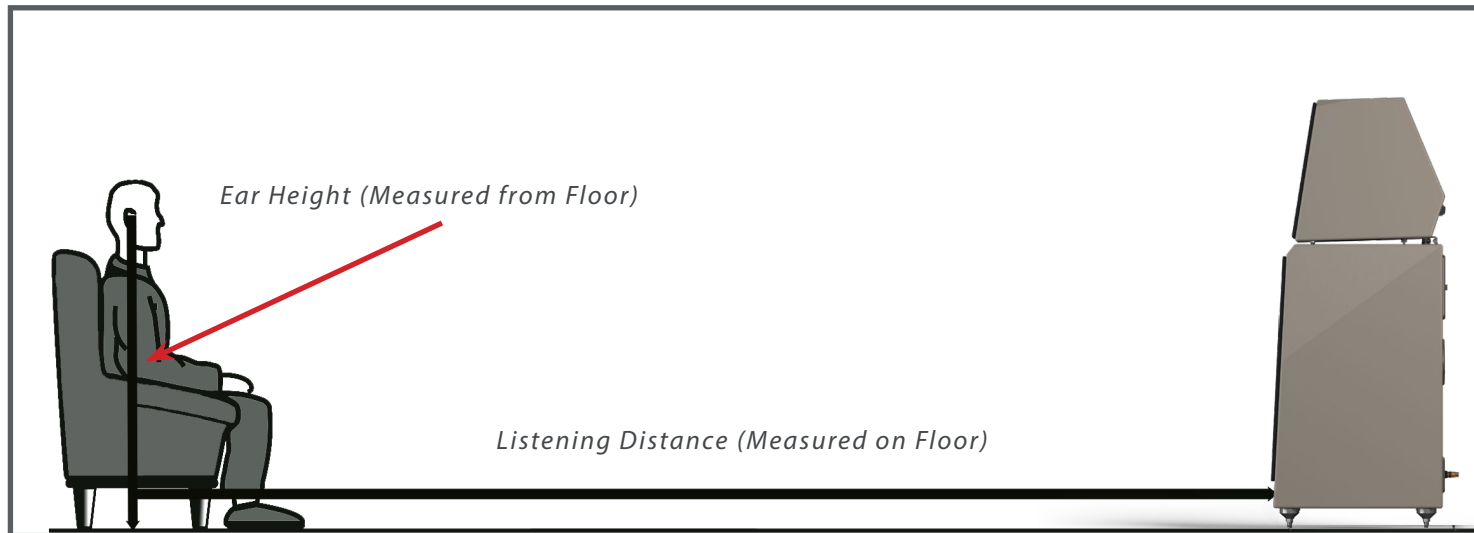 Ear Height (Measured from Floor)
Listening Distance (Measured on Floor)